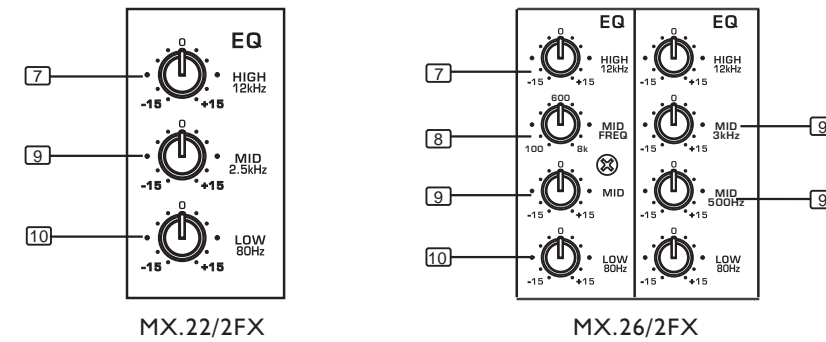 EQ
0
7
HIGH
12kHz
-15 +15
0
9
MID
2.5kHz
-15 +15
0
10
LOW
80Hz
-15 +15
MX.22/2FX
EQ
0
7
HIGH
12kHz
-15 +15
600
8
MID
FREQ
100 8k
0
9
MID
-15 +15
0
10
LOW
80Hz
-15 +15
EQ
0
HIGH
12kHz
-15 +15
0
MID
3kHz
9
-15 +15
0
MID
500Hz
9
-15 +15
0
LOW
80Hz
-15 +15
MX.26/2FX